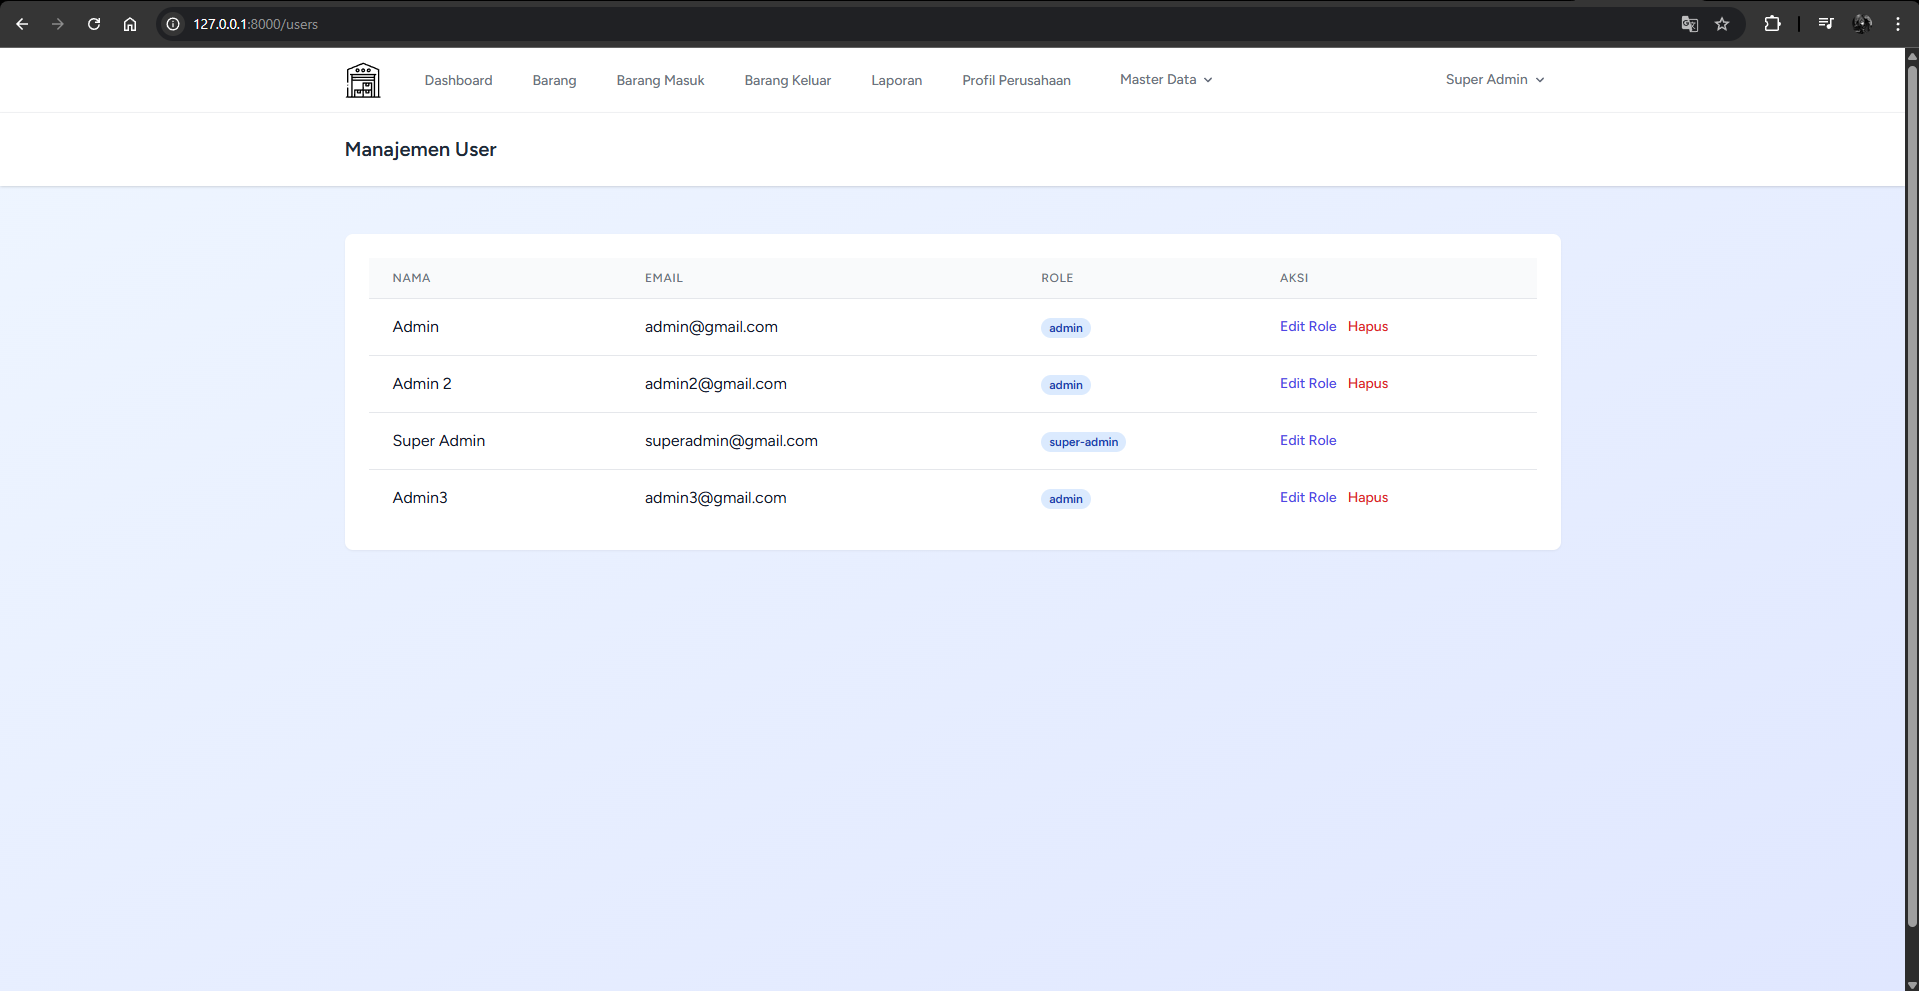 127.0.0.1:8000/users
Dashboard Barang Barang Masuk Barang Keluar Laporan Profil Perusahaan Master Data Super Admin
Manajemen User
NAMA EMAIL ROLE AKSI
Admin admin@gmail.com admin Edit Role Hapus
Admin 2 admin2@gmail.com admin Edit Role Hapus
Super Admin superadmin@gmail.com super-admin Edit Role
Admin3 admin3@gmail.com admin Edit Role Hapus